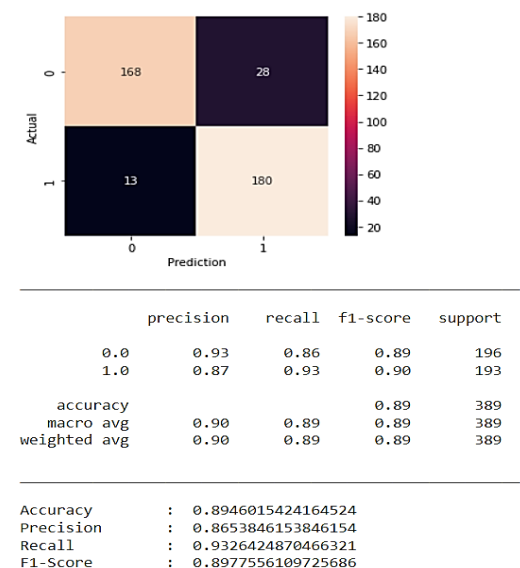 180
160
140
120
100
80
60
40
20
168 28
13 180
0
1
Actual
0 1
Prediction
precision recall f1-score support
0.0 0.93 0.86 0.89 196
1.0 0.87 0.93 0.90 193
accuracy 0.89 389
macro avg 0.90 0.89 0.89 389
weighted avg 0.90 0.89 0.89 389
Accuracy : 0.8946015424164524
Precision : 0.8653846153846154
Recall : 0.9326424870466321
F1-Score : 0.8977556109725686